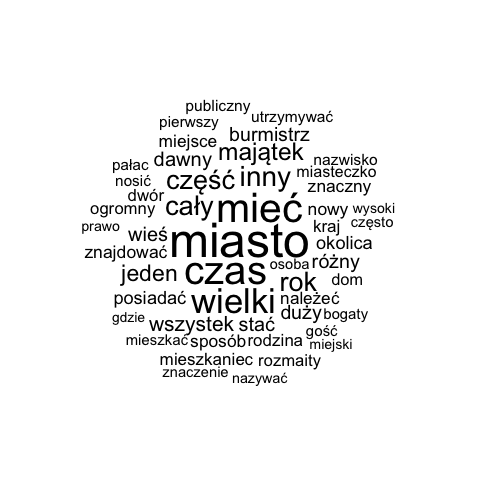 publiczny
pierwszy utrzymywać
miejsce burmistrz
dawny majątek nazwisko
pałac miasteczko
nosić część inny znaczny
dwór
ogromny cały mieć nowy wysoki
prawo kraj często
wieś miasto okolica
znajdować
jeden czas osoba różny
rok dom
posiadać wielki należeć
gdzie duży bogaty
wszystek stać gość
mieszkać sposób rodzina miejski
mieszkaniec rozmaity
znaczenie nazywać